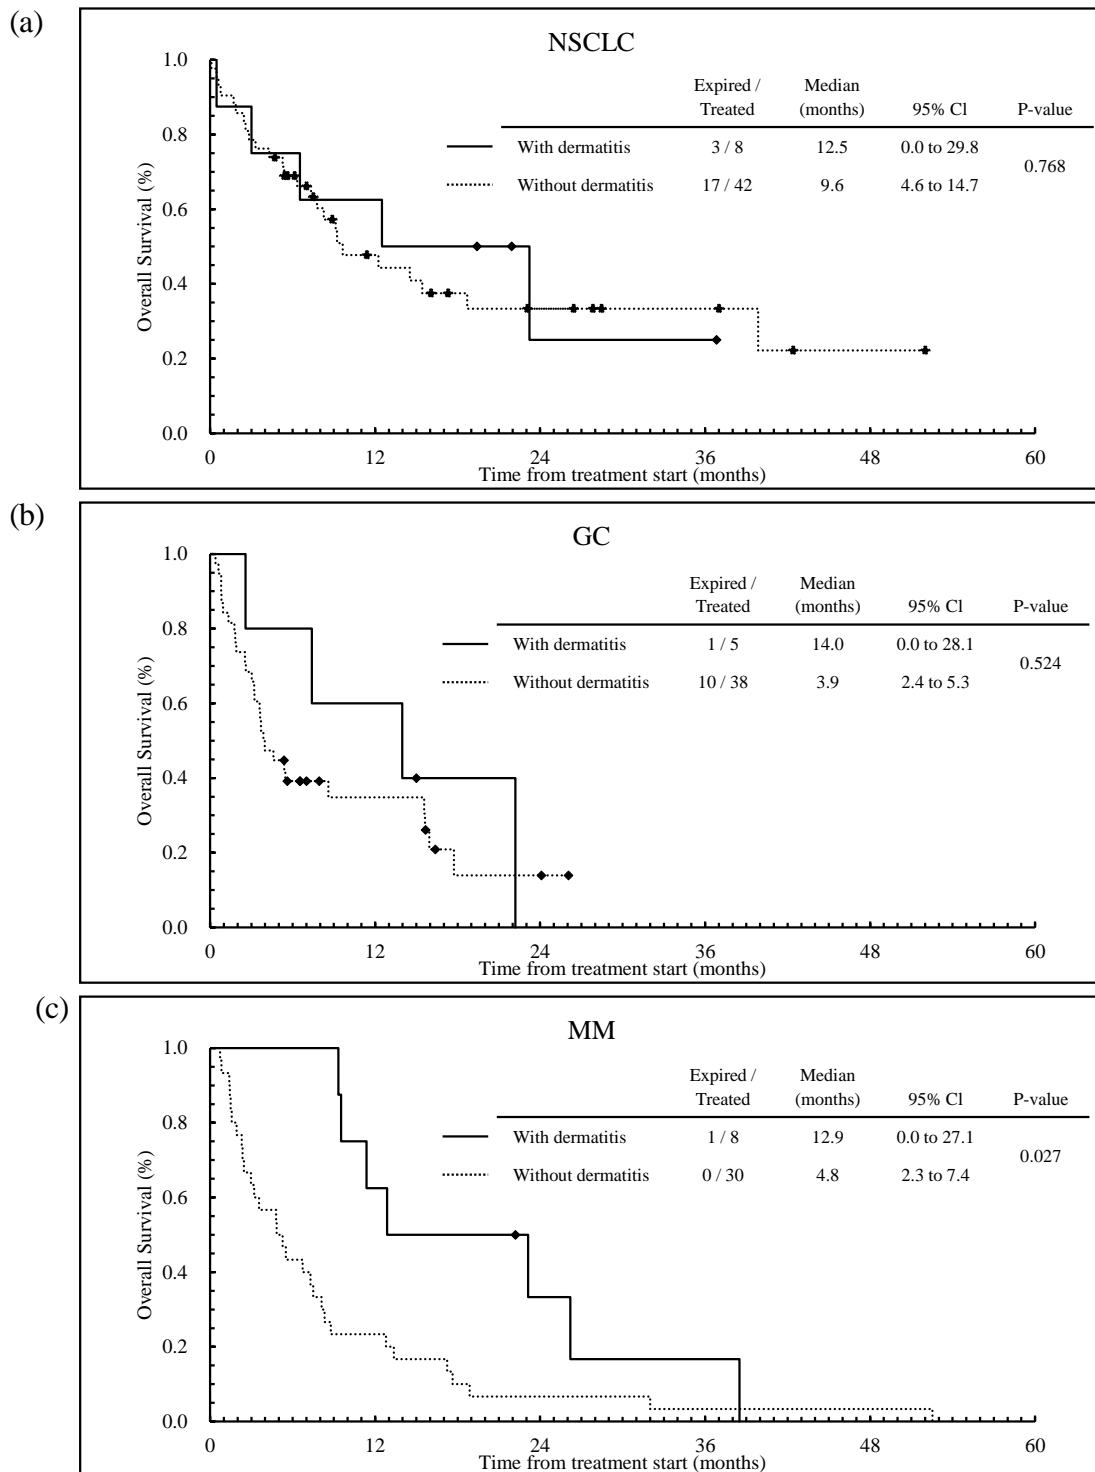 (a)
NSCLC
Expired / Median
Treated (months) 95% Cl P-value
With dermatitis 3 / 8 12.5 0.0 to 29.8
0.768
Without dermatitis 17 / 42 9.6 4.6 to 14.7
Overall Survival (%)
1.0
0.8
0.6
0.4
0.2
0.0
0 12 24 36 48 60
Time from treatment start (months)
(b)
GC
Expired / Median
Treated (months) 95% Cl P-value
With dermatitis 1 / 5 14.0 0.0 to 28.1
0.524
Without dermatitis 10 / 38 3.9 2.4 to 5.3
Overall Survival (%)
1.0
0.8
0.6
0.4
0.2
0.0
0 12 24 36 48 60
Time from treatment start (months)
(c)
MM
Expired / Median
Treated (months) 95% Cl P-value
With dermatitis 1 / 8 12.9 0.0 to 27.1
0.027
Without dermatitis 0 / 30 4.8 2.3 to 7.4
Overall Survival (%)
1.0
0.8
0.6
0.4
0.2
0.0
0 12 24 36 48 60
Time from treatment start (months)